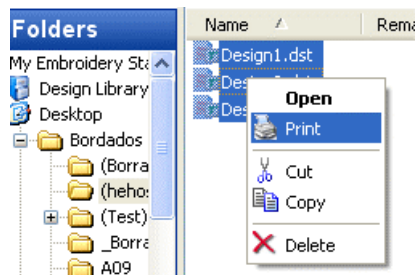 Folders
My Embroidery Sta
Design Library
Desktop
Bordados
(Borra
(hehos
(Test)
_Borra
A09
Name Rema
Design1.dst
Des
Open
Print
Cut
Copy
Delete